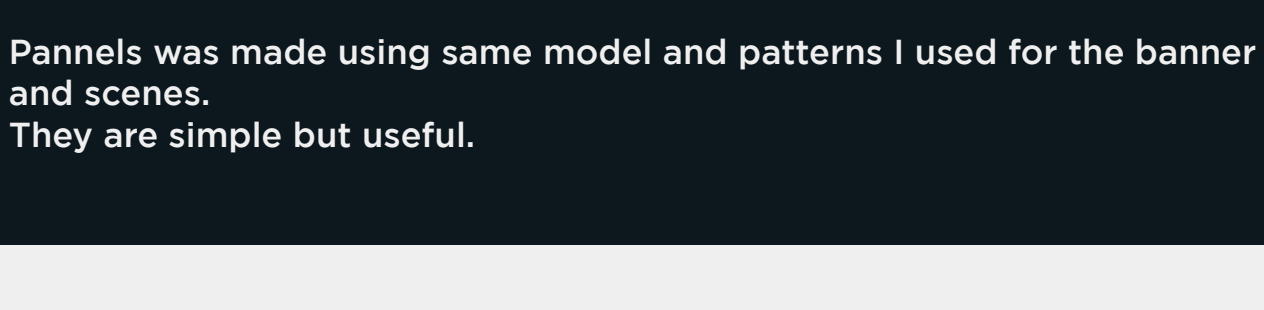 Pannels was made using same model and patterns I used for the banner
and scenes.
They are simple but useful.